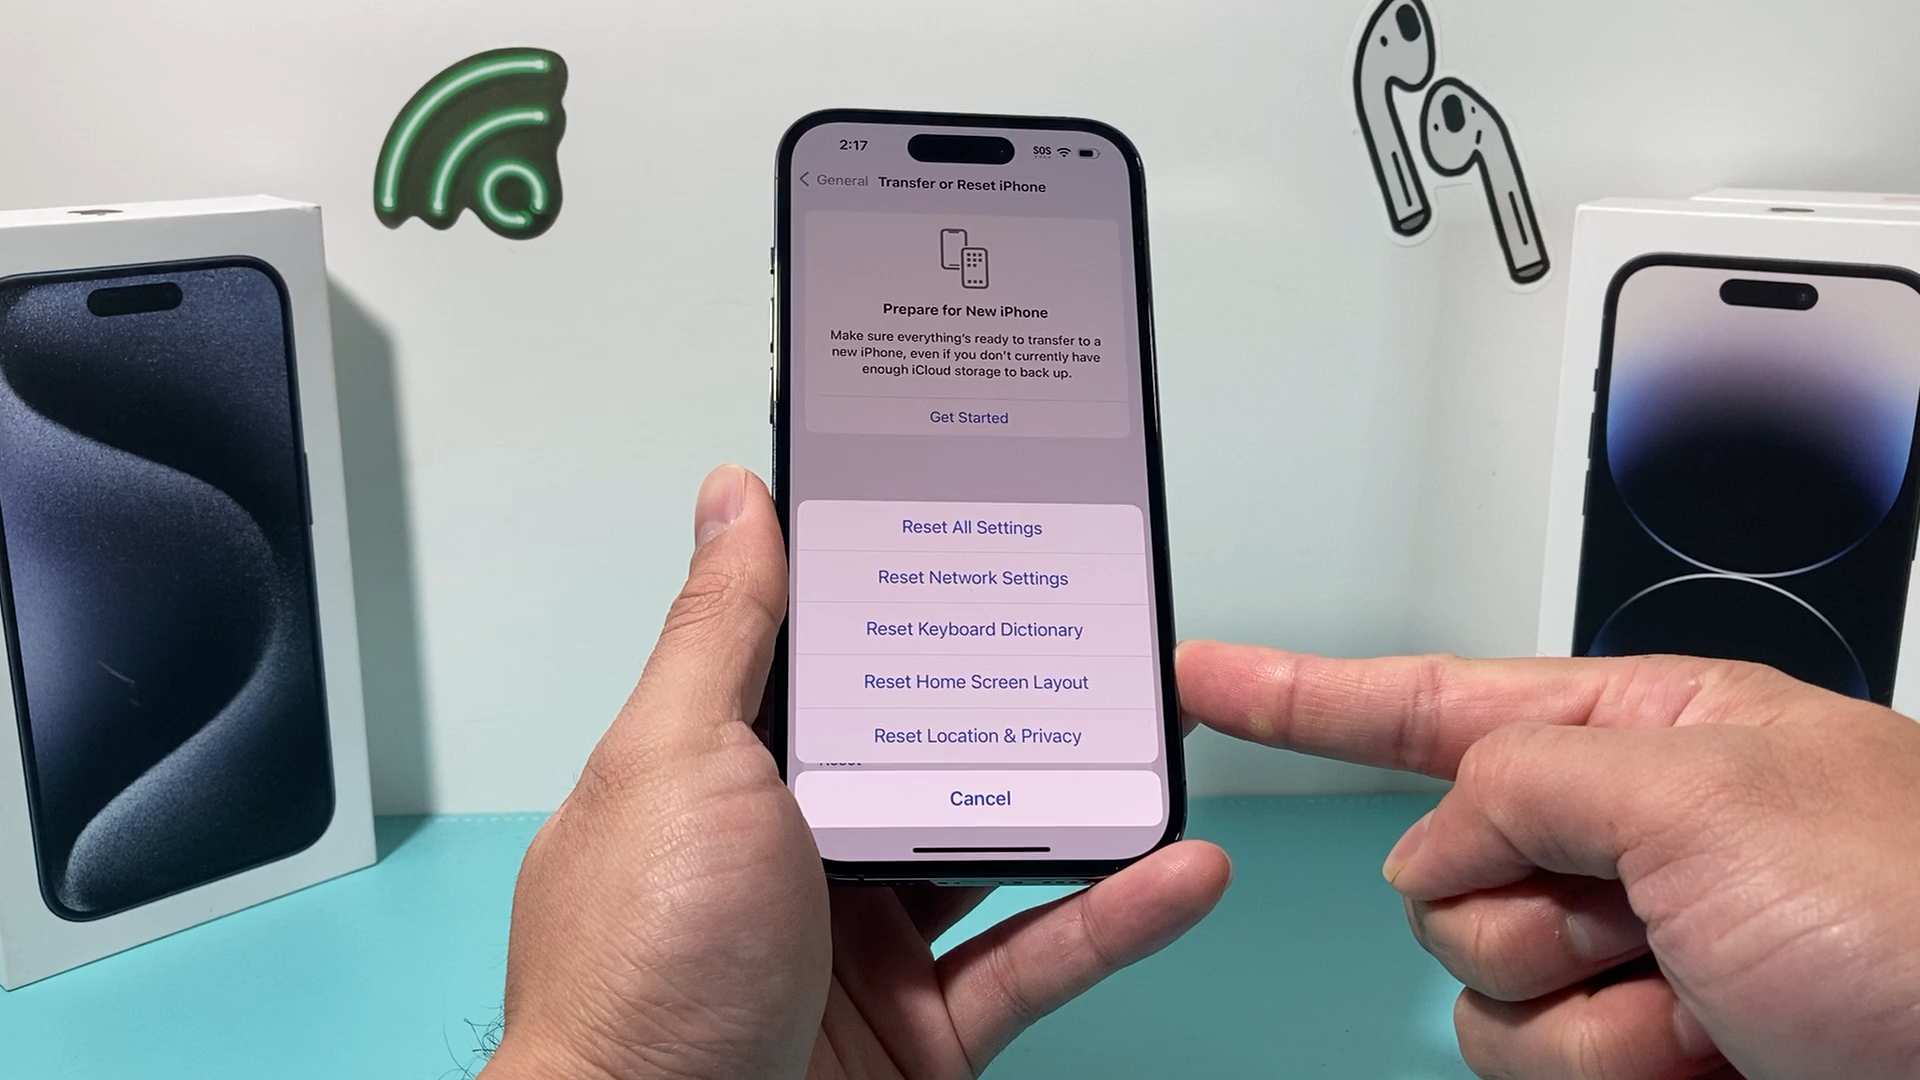 2:17
SOS
General
Transfer or Reset iPhone
Prepare for New iPhone
Make sure everything's ready to transfer to a
new iPhone, even if you don't currently have
enough iCloud storage to back up.
Get Started
Reset All Settings
Reset Network Settings
Reset Keyboard Dictionary
Reset Home Screen Layout
Reset Location & Privacy
Reset
Cancel